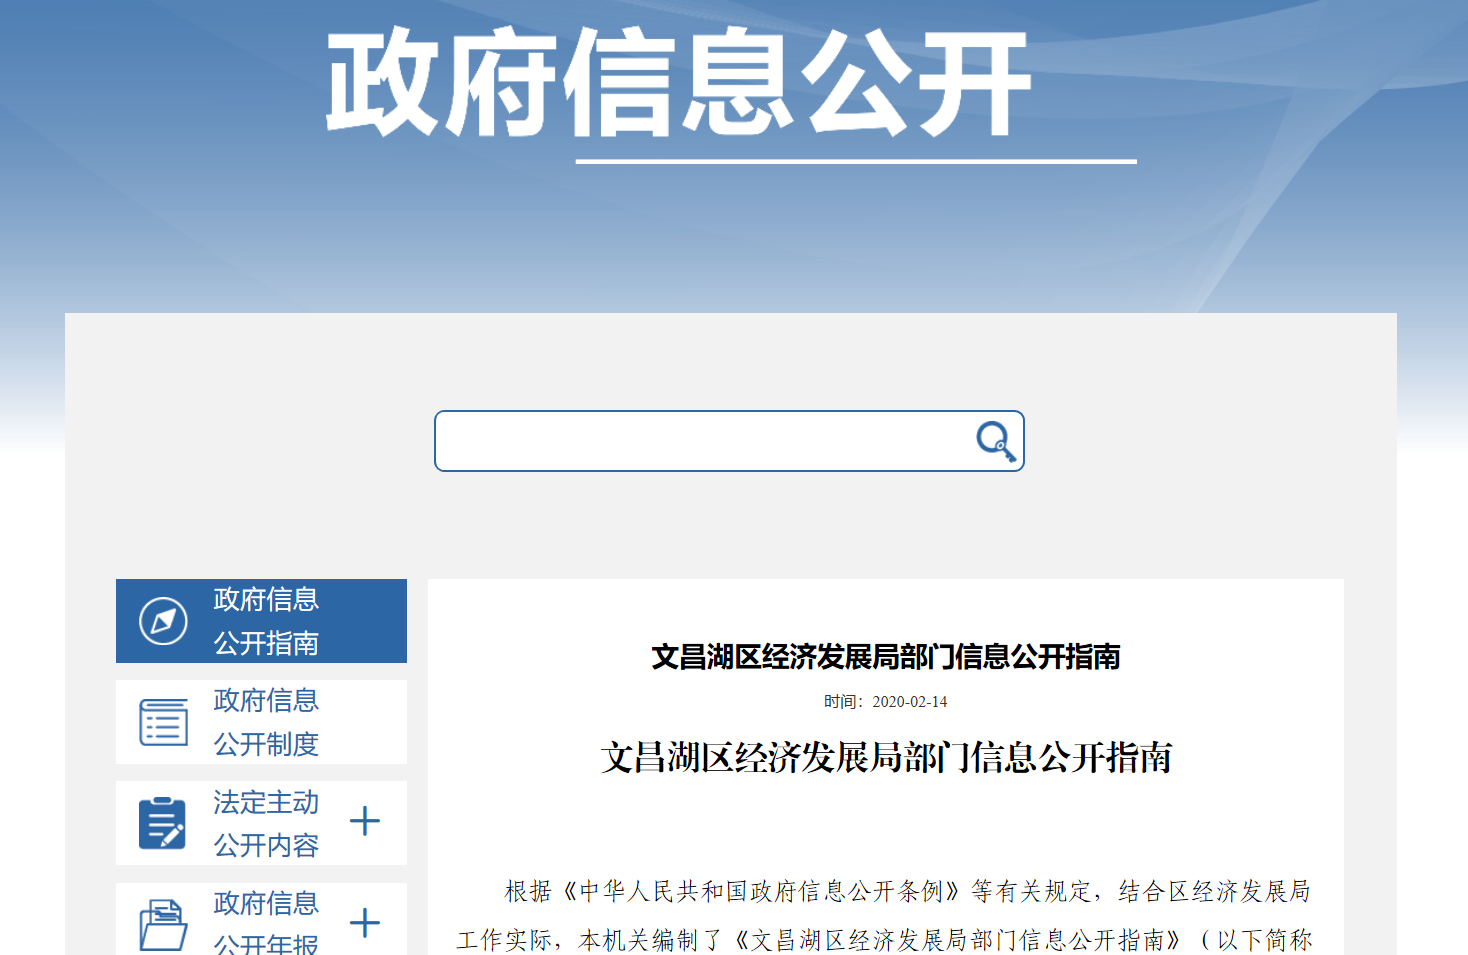 政府信息公开
政府信息
公开指南
政府信息
公开制度
法定主动
公开内容
政府信息
公开年报
文昌湖区经济发展局部门信息公开指南
时间：2020-02-14
文昌湖区经济发展局部门信息公开指南
根据《中华人民共和国政府信息公开条例》等有关规定，结合区经济发展局
工作实际，本机关编制了《文昌湖区经济发展局部门信息公开指南》（以下简称